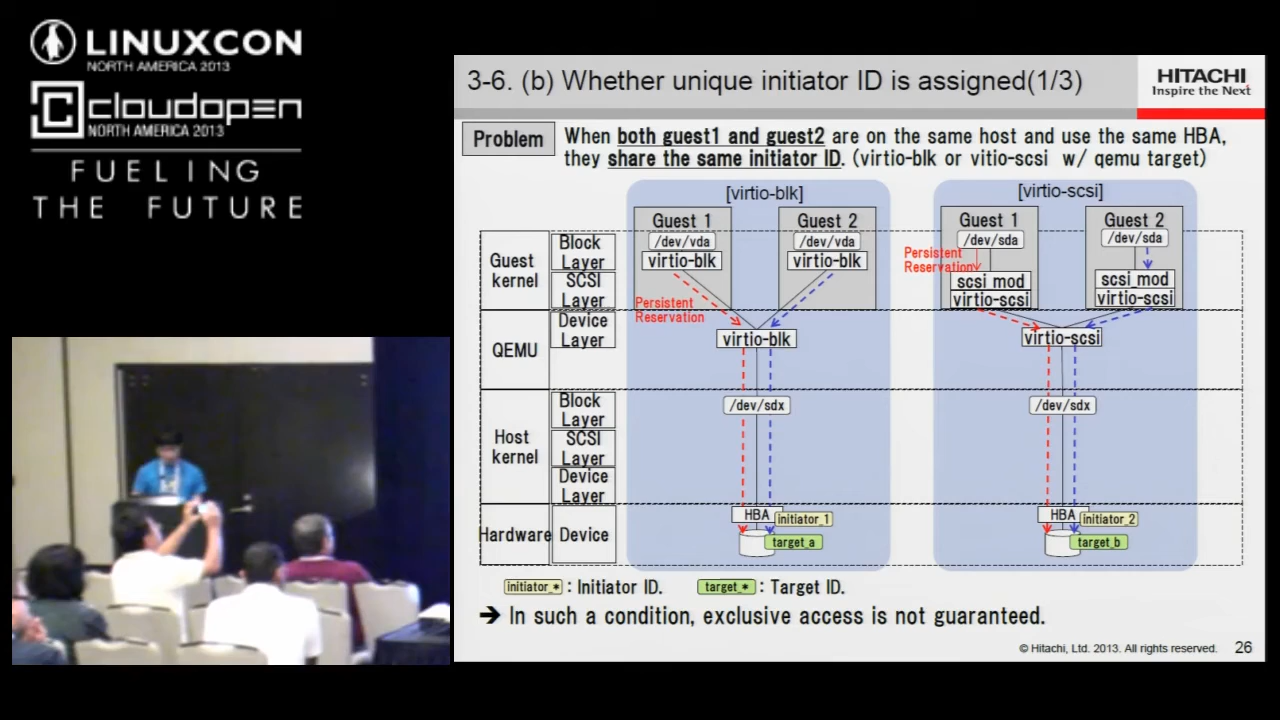 LINUXCON
NORTH AMERICA 2013
cloudopen
NORTH AMERICA 2013
FUELING
THE FUTURE
3-6. (b) Whether unique initiator ID is assigned(1/3)
HITACHI
Inspire the Next
Problem
When both guest1 and guest2 are on the same host and use the same HBA,
they share the same initiator ID. (virtio-blk or vitio-scsi w/ qemu target)
[virtio-blk]
[virtio-scsi]
Guest 1
Guest 2
Guest 1
Guest 2
Guest
kernel
Block
Layer
SCSI
Layer
/dev/vda
/dev/vda
/dev/sda
/dev/sda
virtio-blk
virtio-blk
Persistent
Reservation
scsi mod
virtio-scsi
scsi_mod
virtio-scsi
Persistent
Reservation
QEMU
Device
Layer
virtio-blk
virtio-scsi
Host
kernel
Block
Layer
SCSI
Layer
Device
Layer
/dev/sdx
/dev/sdx
Hardware
Device
HBA
initiator_1
target_a
HBA
initiator_2
target_b
initiator_* : Initiator ID.
target_* : Target ID.
➔ In such a condition, exclusive access is not guaranteed.
© Hitachi, Ltd. 2013. All rights reserved.
26